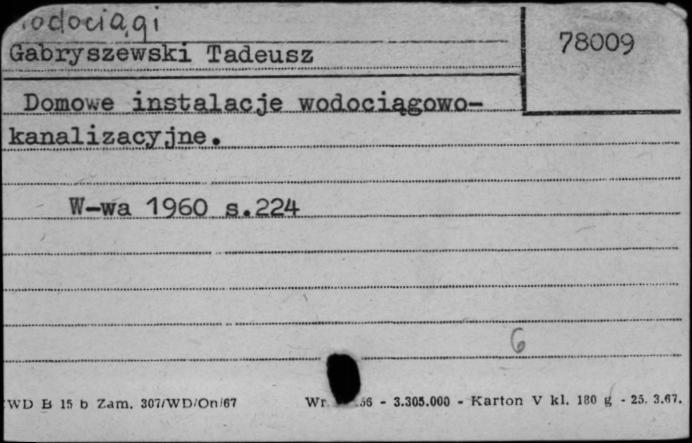 Wodociągi
78009
Gabryszewski Tadeusz
Domowe instalacje wodociągowo-
kanalizacyjne.
W-wa 1960 s.224
6
WD B 15 b Zam. 307/WD/On/67 56 - 3.305.000 - Karton V kl. 180 g - 25. 3.67.